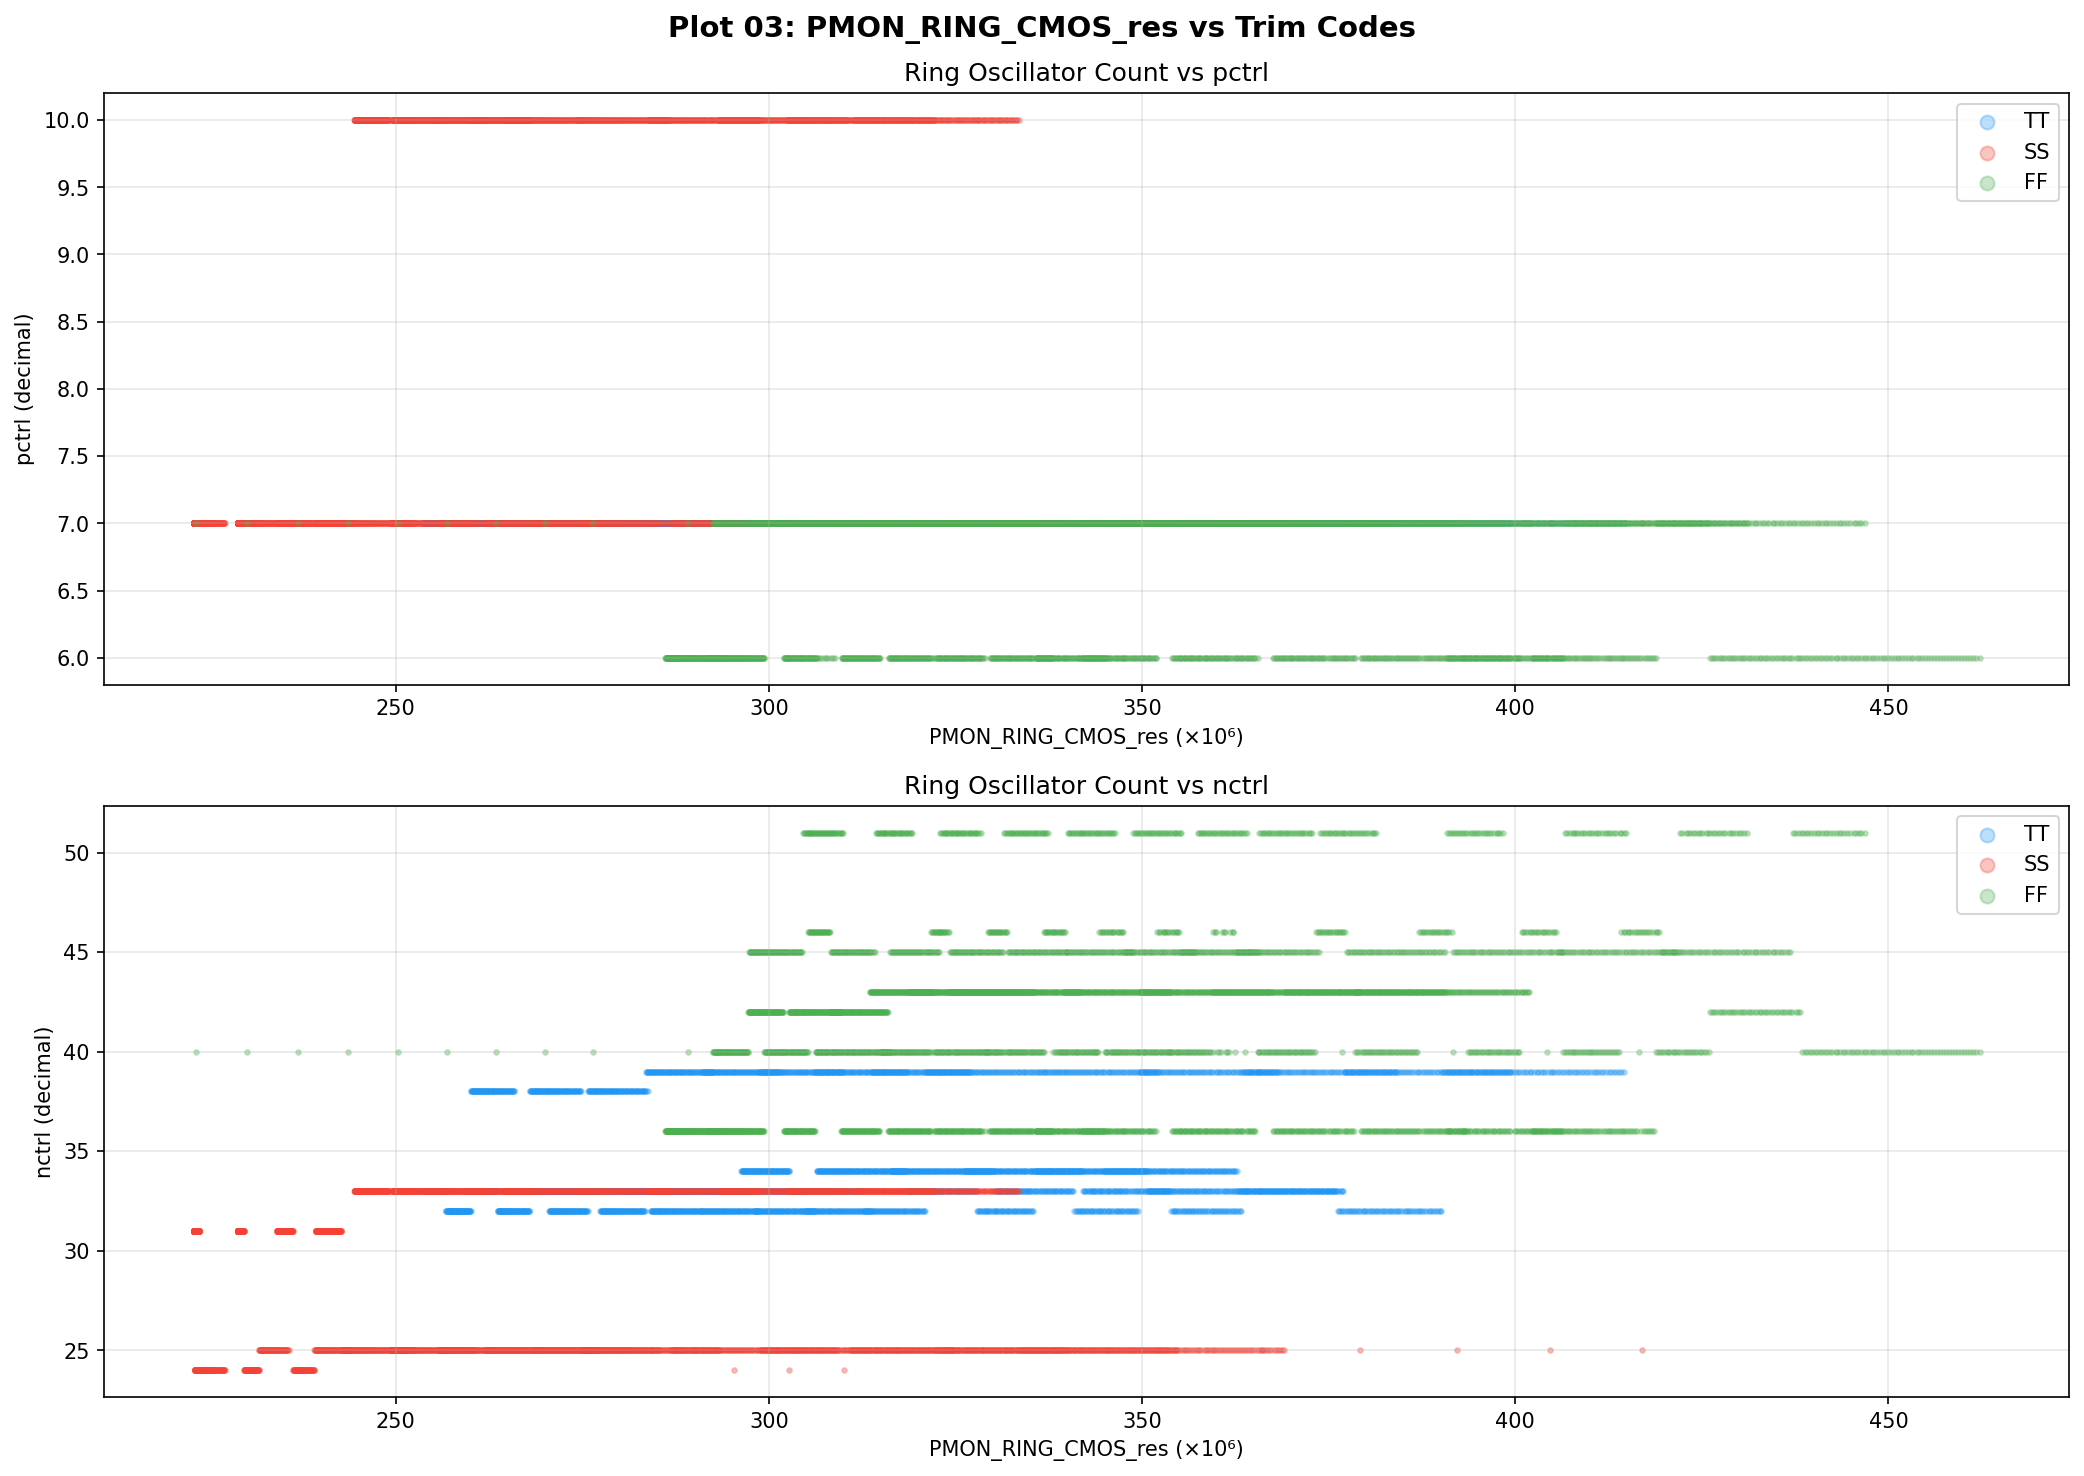 Plot 03: PMON_RING_CMOS_res vs Trim Codes
Ring Oscillator Count vs pctrl
pctrl (decimal)
10.0
9.5
9.0
8.5
8.0
7.5
7.0
6.5
6.0
TT
SS
FF
250 300 350 400 450
PMON_RING_CMOS_res (×10⁶)
Ring Oscillator Count vs nctrl
nctrl (decimal)
50
45
40
35
30
25
TT
SS
FF
250 300 350 400 450
PMON_RING_CMOS_res (×10⁶)